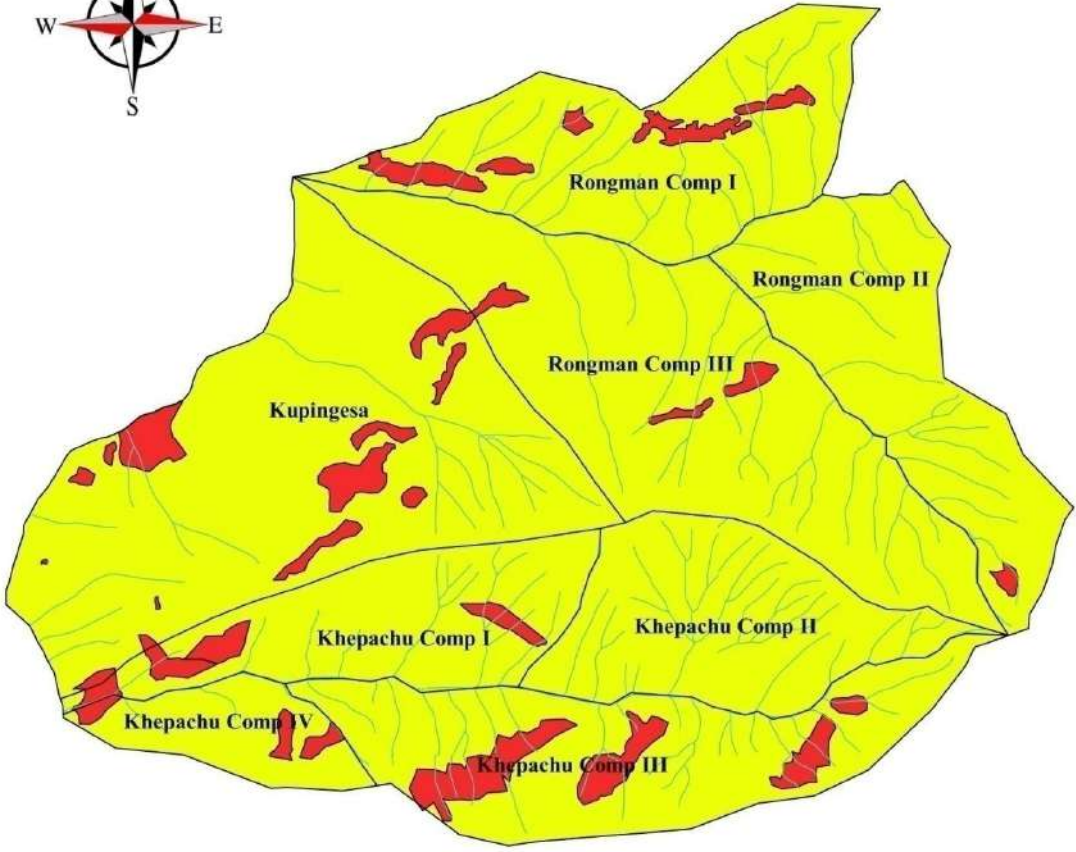 W E
S
Rongman Comp I
Rongman Comp II
Rongman Comp III
Kupingesa
Khepachu Comp II
Khepachu Comp I
Khepachu Comp IV
Khepachu Comp III